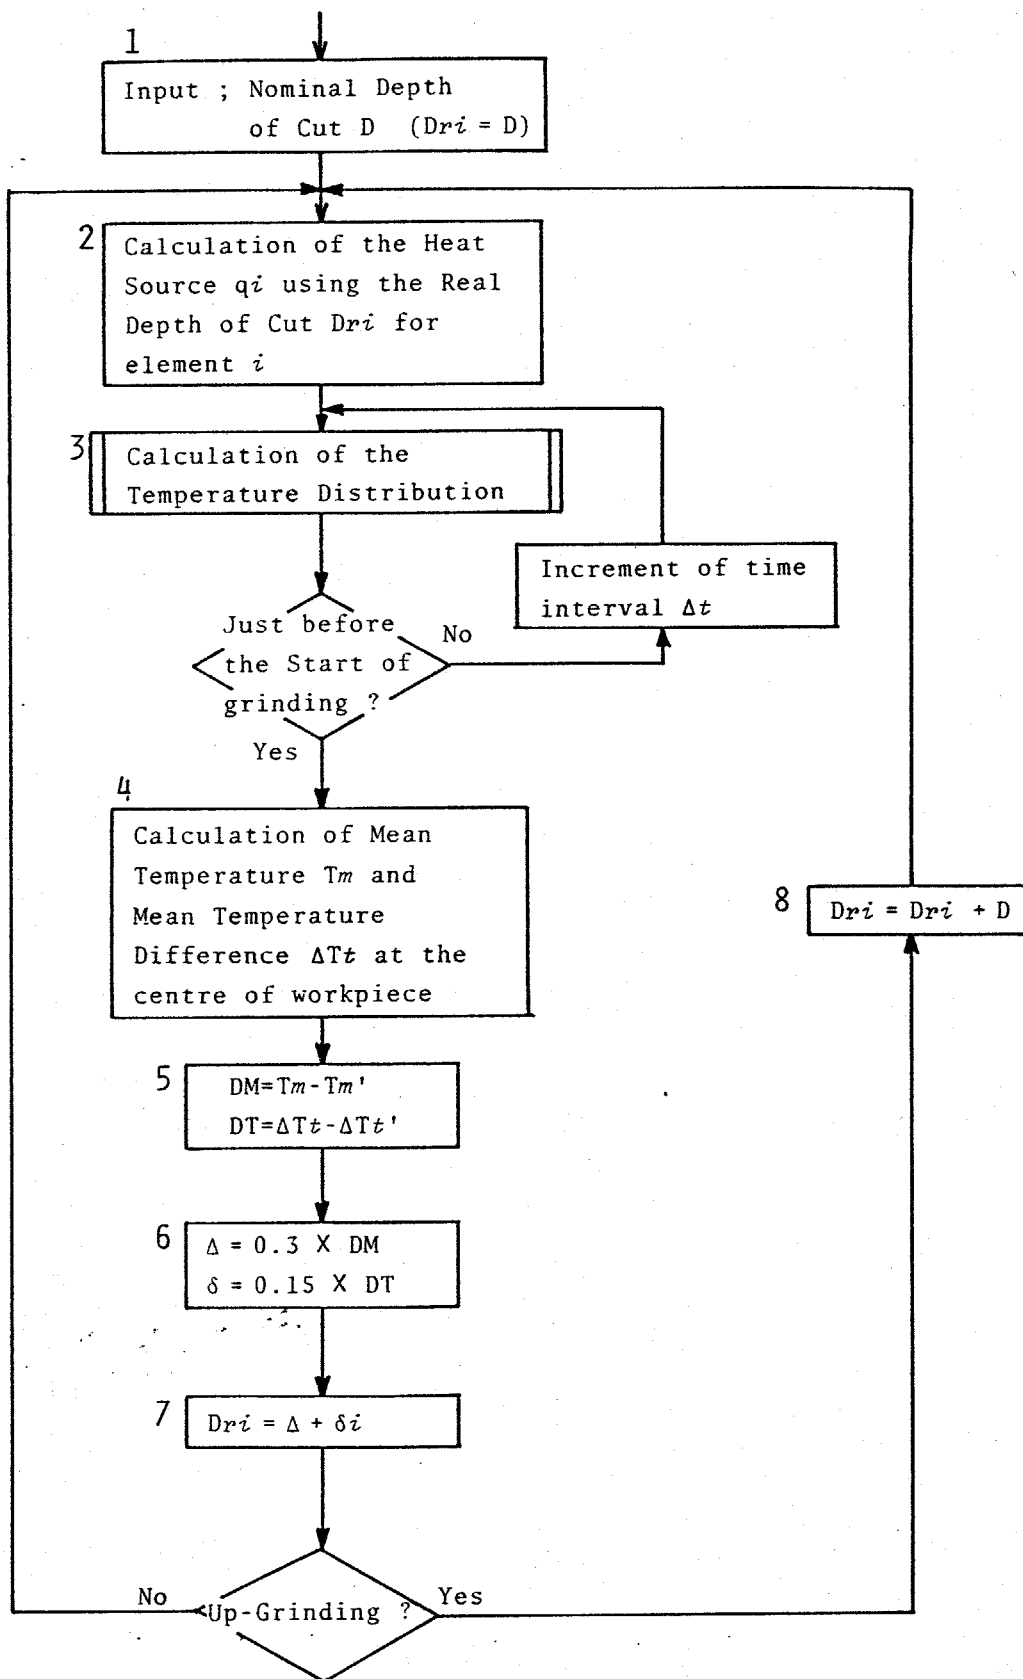 1
Input ; Nominal Depth
of Cut D (Dri = D)
2
Calculation of the Heat
Source qi using the Real
Depth of Cut Dri for
element i
3
Calculation of the
Temperature Distribution
Increment of time
interval Δt
Just before
the Start of
grinding ?
No
Yes
4
Calculation of Mean
Temperature Tm and
Mean Temperature
Difference ΔTt at the
centre of workpiece
8
Dri = Dri + D
5
DM=Tm-Tm'
DT=ΔTt-ΔTt'
6
Δ = 0.3 X DM
δ = 0.15 X DT
7
Dri = Δ + δi
No
Up-Grinding ?
Yes